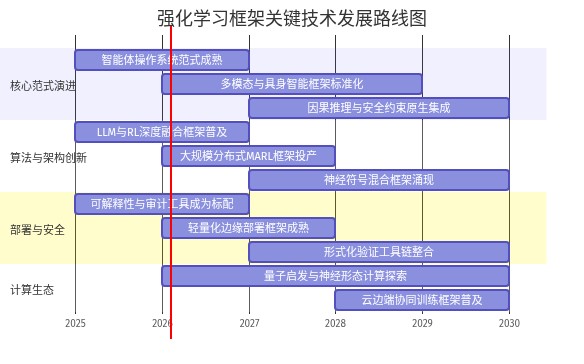 强化学习框架关键技术发展路线图
核心范式演进
智能体操作系统范式成熟
多模态与具身智能框架标准化
因果推理与安全约束原生集成
算法与架构创新
LLM与RL深度融合框架普及
大规模分布式MARL框架投产
神经符号混合框架涌现
部署与安全
可解释性与审计工具成为标配
轻量化边缘部署框架成熟
形式化验证工具链整合
计算生态
量子启发与神经形态计算探索
云边端协同训练框架普及
2025 2026 2027 2028 2029 2030